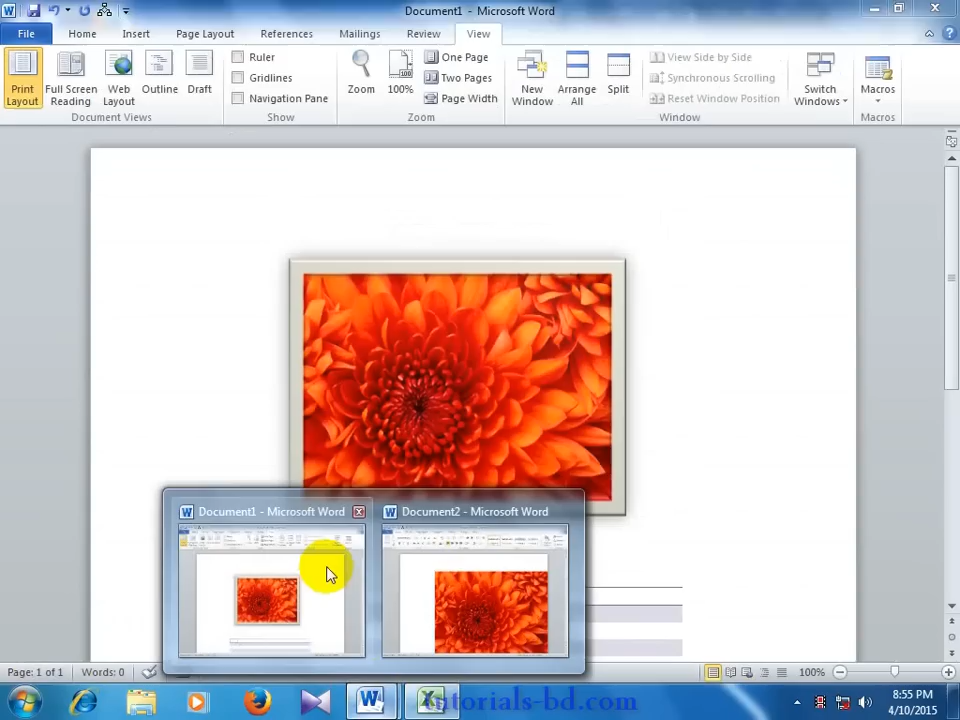 Document1 - Microsoft Word
File Home Insert Page Layout References Mailings Review View
Print Layout
Full Screen Reading
Web Layout
Outline
Draft
Document Views
Ruler
Gridlines
Navigation Pane
Show
Zoom
100
100%
One Page
Two Pages
Page Width
Zoom
New Window
Arrange All
Split
View Side by Side
Synchronous Scrolling
Reset Window Position
Window
Switch Windows
Macros
Macros
Document1 - Microsoft Word
Document2 - Microsoft Word
Page: 1 of 1
Words: 0
100%
tutorials-bd.com
8:55 PM
4/10/2015